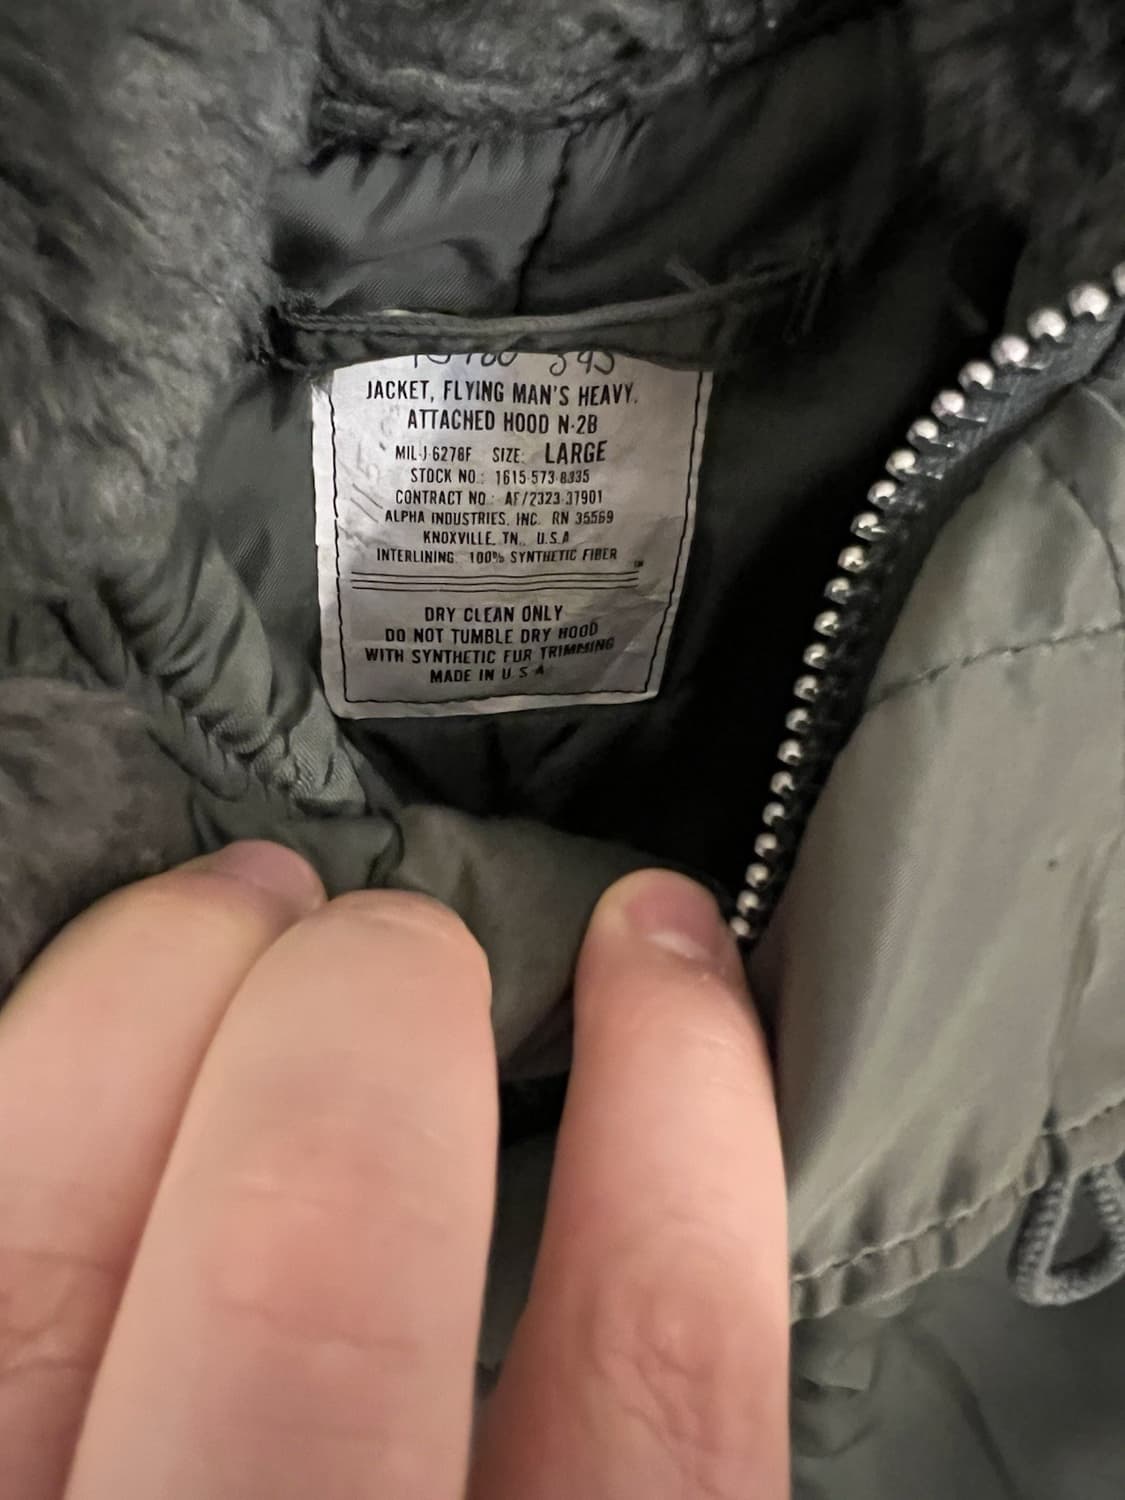 JACKET, FLYING MAN'S HEAVY,
ATTACHED HOOD N-2B
MIL-J-6278F SIZE: LARGE
STOCK NO.: 1615-573-8335
CONTRACT NO.: AF/2323-37901
ALPHA INDUSTRIES, INC. RN 35569
KNOXVILLE, TN., U.S.A
INTERLINING: 100% SYNTHETIC FIBER
DRY CLEAN ONLY
DO NOT TUMBLE DRY HOOD
WITH SYNTHETIC FUR TRIMMING
MADE IN U.S.A